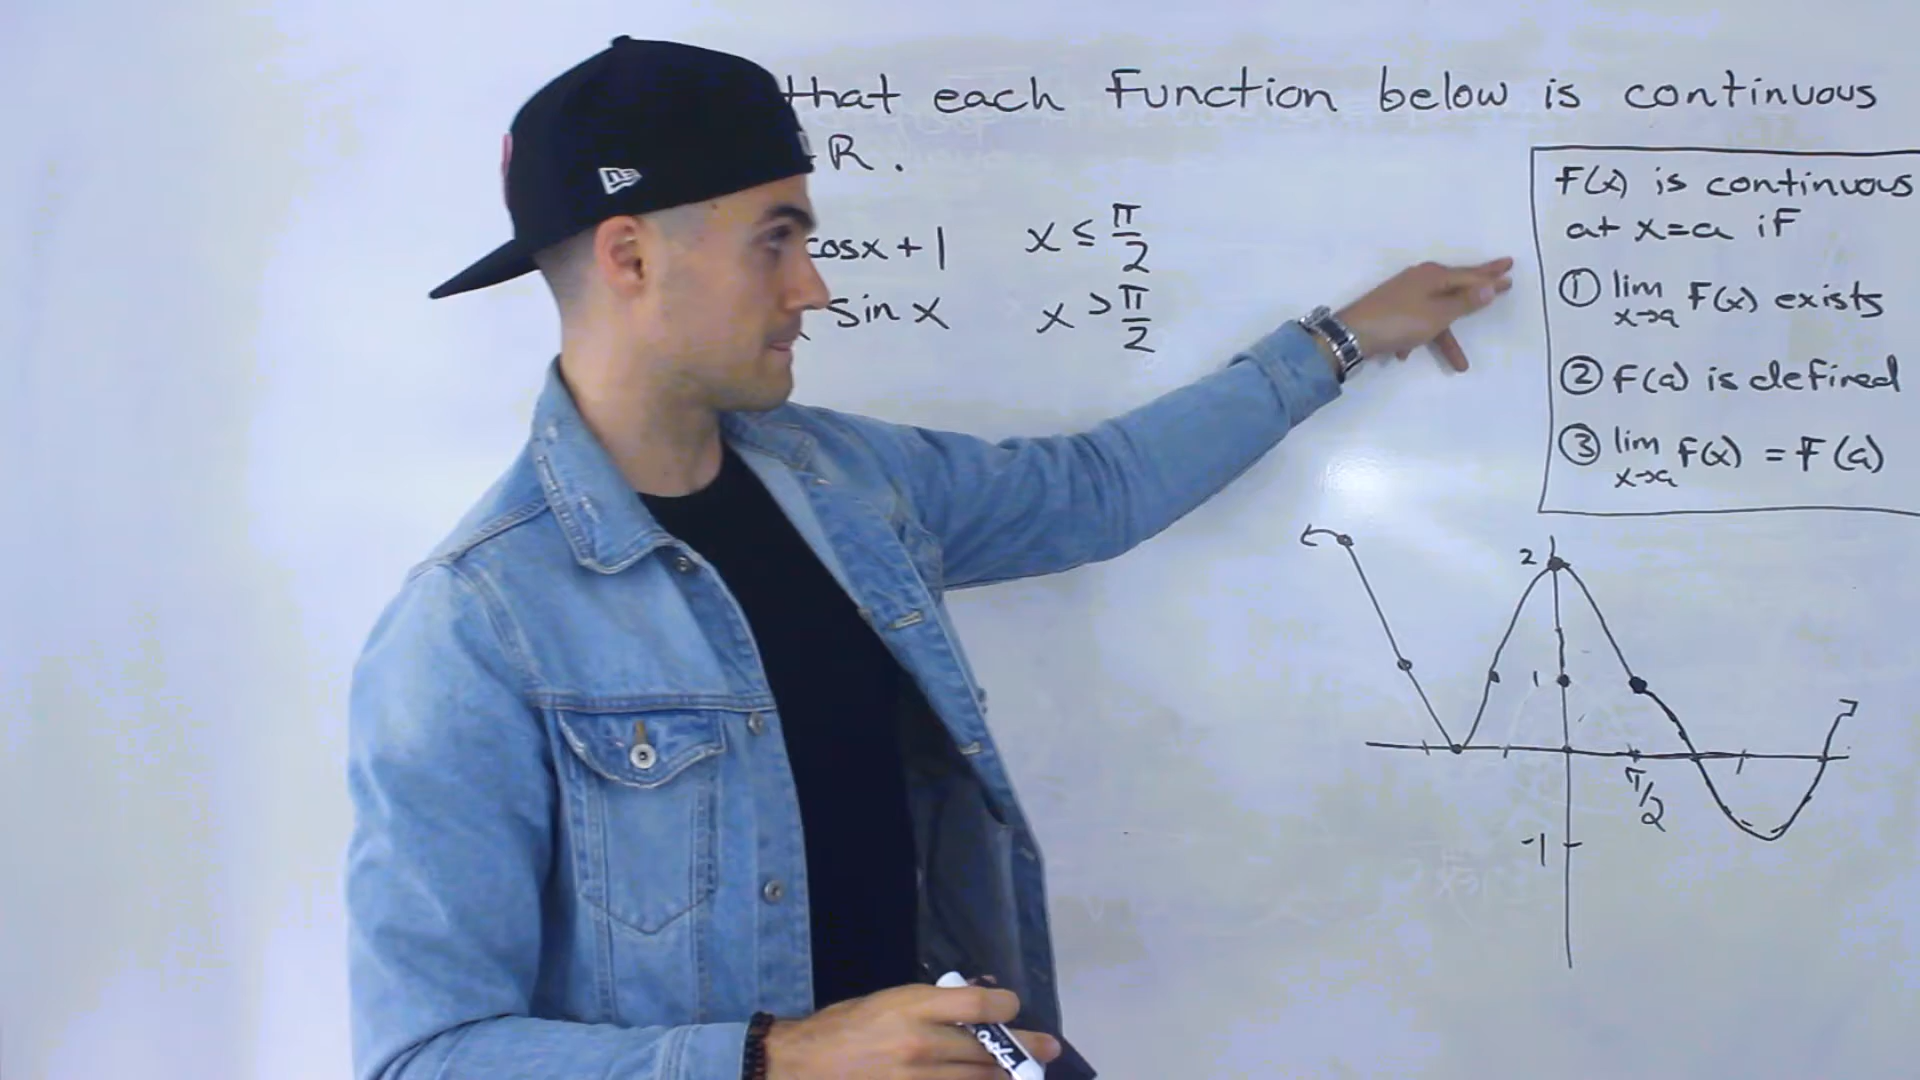 that each Function below is continuous
R.
cosx + 1 x ≤ π/2
sin x x > π/2
F(x) is continuous
at x=a if
① lim x→a F(x) exists
② F(a) is defined
③ lim x→a F(x) = F(a)
2
1
π/2
-1